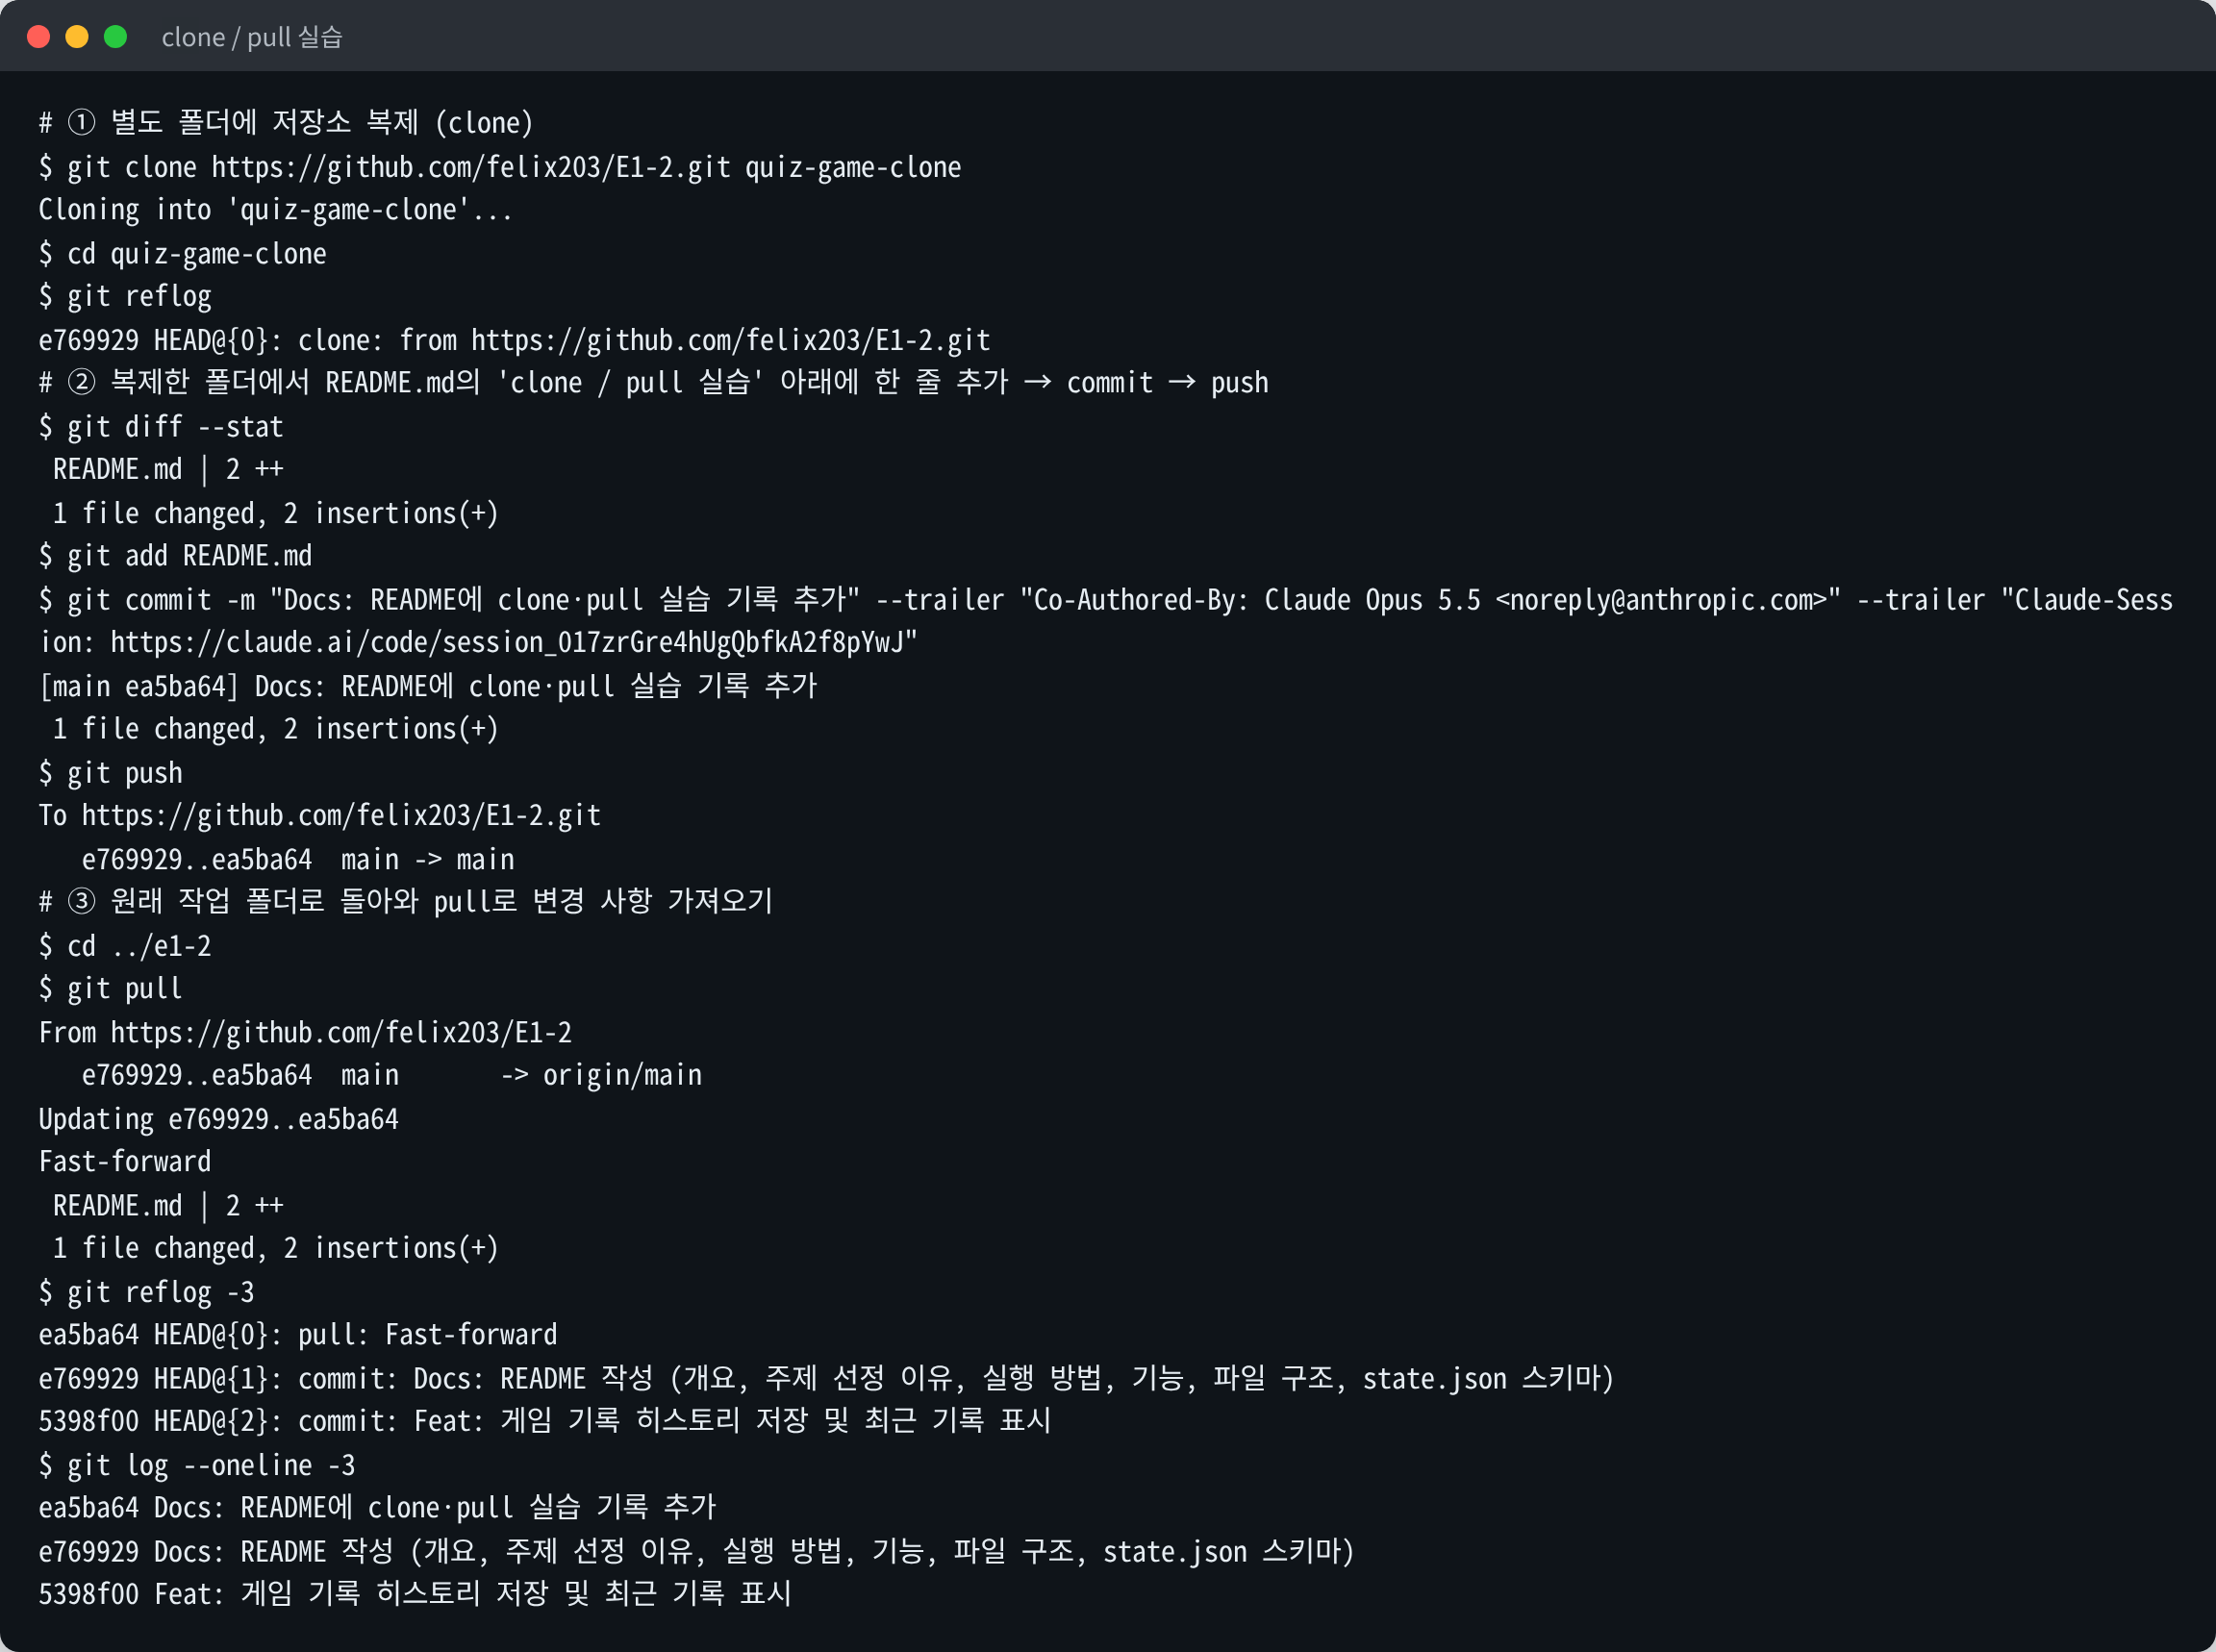 clone / pull 실습
# ① 별도 폴더에 저장소 복제 (clone)
$ git clone https://github.com/felix203/E1-2.git quiz-game-clone
Cloning into 'quiz-game-clone'...
$ cd quiz-game-clone
$ git reflog
e769929 HEAD@{0}: clone: from https://github.com/felix203/E1-2.git
# ② 복제한 폴더에서 README.md의 'clone / pull 실습' 아래에 한 줄 추가 → commit → push
$ git diff --stat
 README.md | 2 ++
 1 file changed, 2 insertions(+)
$ git add README.md
$ git commit -m "Docs: README에 clone·pull 실습 기록 추가" --trailer "Co-Authored-By: Claude Opus 5.5 <noreply@anthropic.com>" --trailer "Claude-Sess
ion: https://claude.ai/code/session_017zrGre4hUgQbfkA2f8pYwJ"
[main ea5ba64] Docs: README에 clone·pull 실습 기록 추가
 1 file changed, 2 insertions(+)
$ git push
To https://github.com/felix203/E1-2.git
   e769929..ea5ba64  main -> main
# ③ 원래 작업 폴더로 돌아와 pull로 변경 사항 가져오기
$ cd ../e1-2
$ git pull
From https://github.com/felix203/E1-2
   e769929..ea5ba64  main       -> origin/main
Updating e769929..ea5ba64
Fast-forward
 README.md | 2 ++
 1 file changed, 2 insertions(+)
$ git reflog -3
ea5ba64 HEAD@{0}: pull: Fast-forward
e769929 HEAD@{1}: commit: Docs: README 작성 (개요, 주제 선정 이유, 실행 방법, 기능, 파일 구조, state.json 스키마)
5398f00 HEAD@{2}: commit: Feat: 게임 기록 히스토리 저장 및 최근 기록 표시
$ git log --oneline -3
ea5ba64 Docs: README에 clone·pull 실습 기록 추가
e769929 Docs: README 작성 (개요, 주제 선정 이유, 실행 방법, 기능, 파일 구조, state.json 스키마)
5398f00 Feat: 게임 기록 히스토리 저장 및 최근 기록 표시